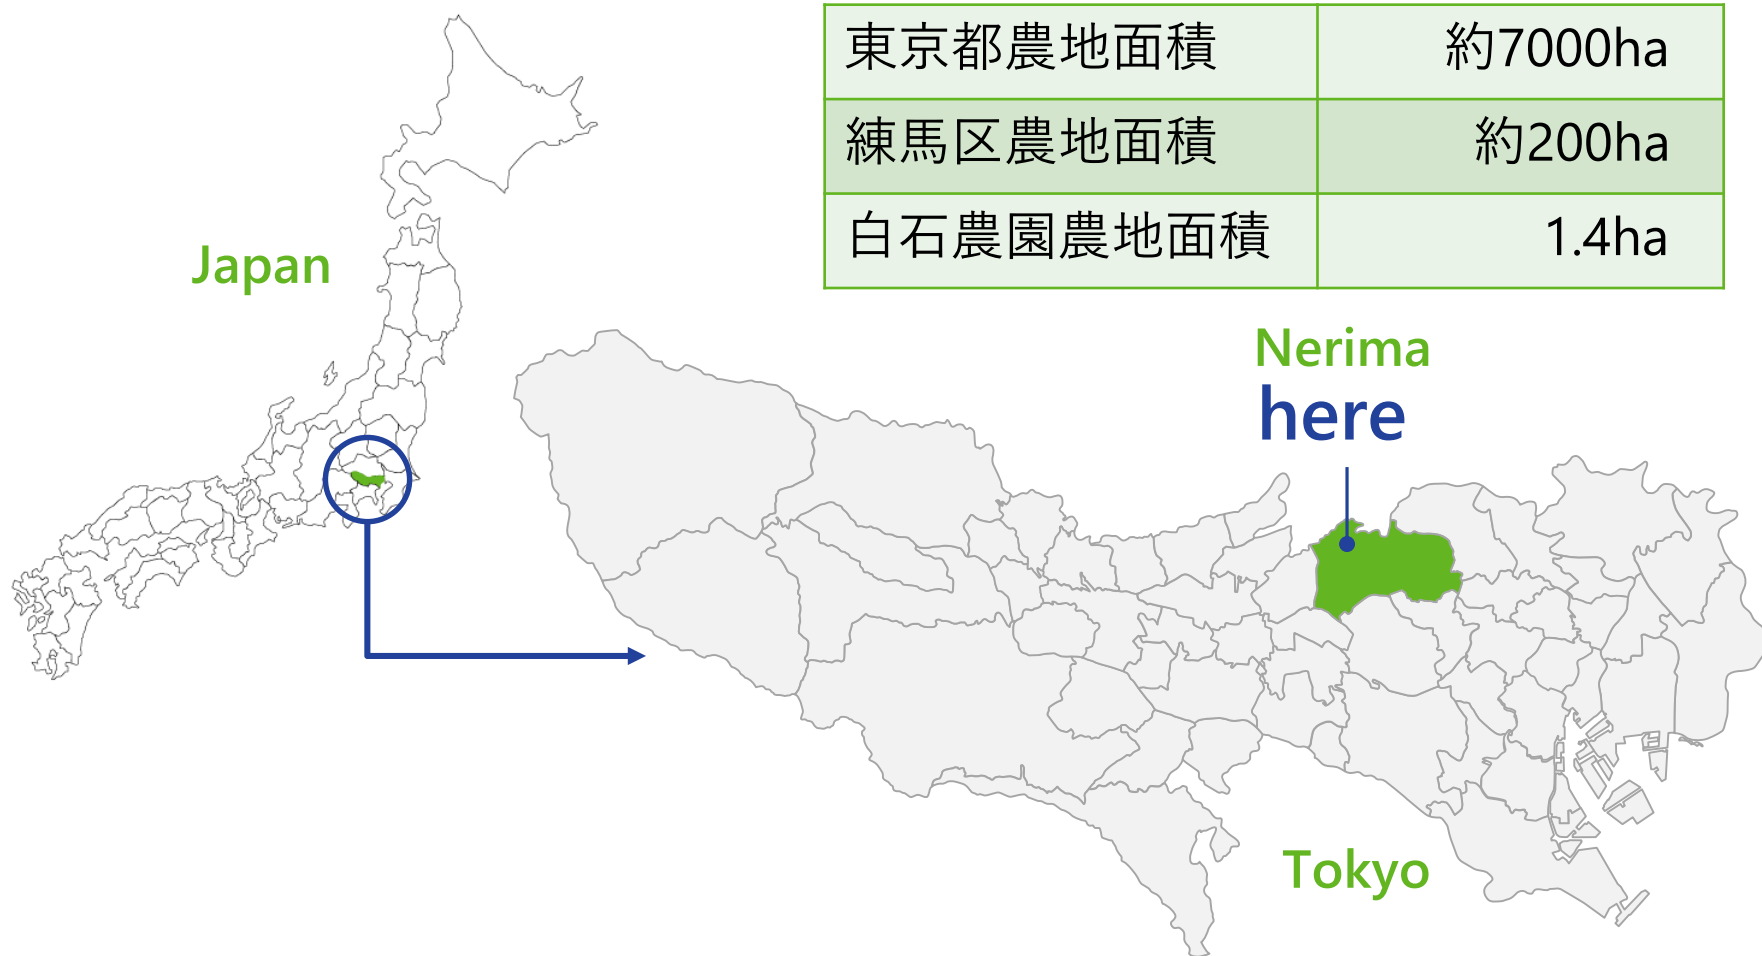 東京都農地面積 約7000ha
練馬区農地面積 約200ha
白石農園農地面積 1.4ha
Japan
Nerima
here
Tokyo